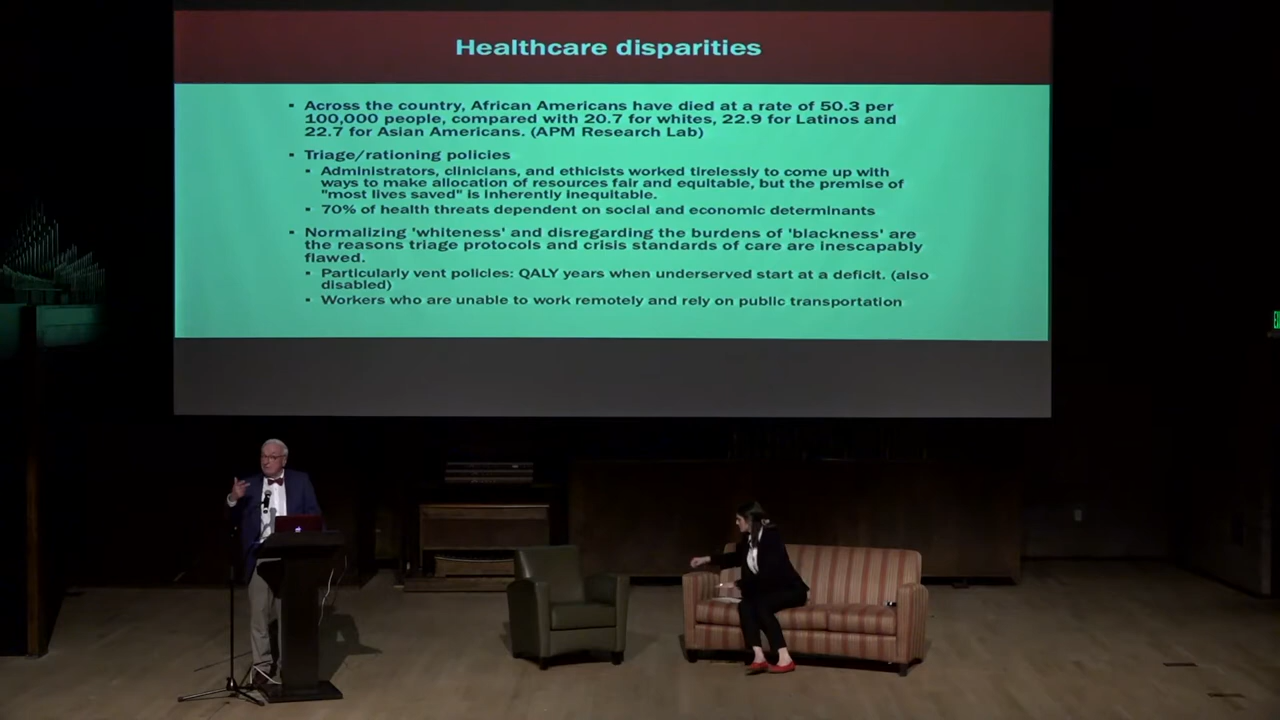 Healthcare disparities
▪ Across the country, African Americans have died at a rate of 50.3 per
100,000 people, compared with 20.7 for whites, 22.9 for Latinos and
22.7 for Asian Americans. (APM Research Lab)
▪ Triage/rationing policies
▪ Administrators, clinicians, and ethicists worked tirelessly to come up with
ways to make allocation of resources fair and equitable, but the premise of
"most lives saved" is inherently inequitable.
▪ 70% of health threats dependent on social and economic determinants
▪ Normalizing 'whiteness' and disregarding the burdens of 'blackness' are
the reasons triage protocols and crisis standards of care are inescapably
flawed.
▪ Particularly vent policies: QALY years when underserved start at a deficit. (also
disabled)
▪ Workers who are unable to work remotely and rely on public transportation